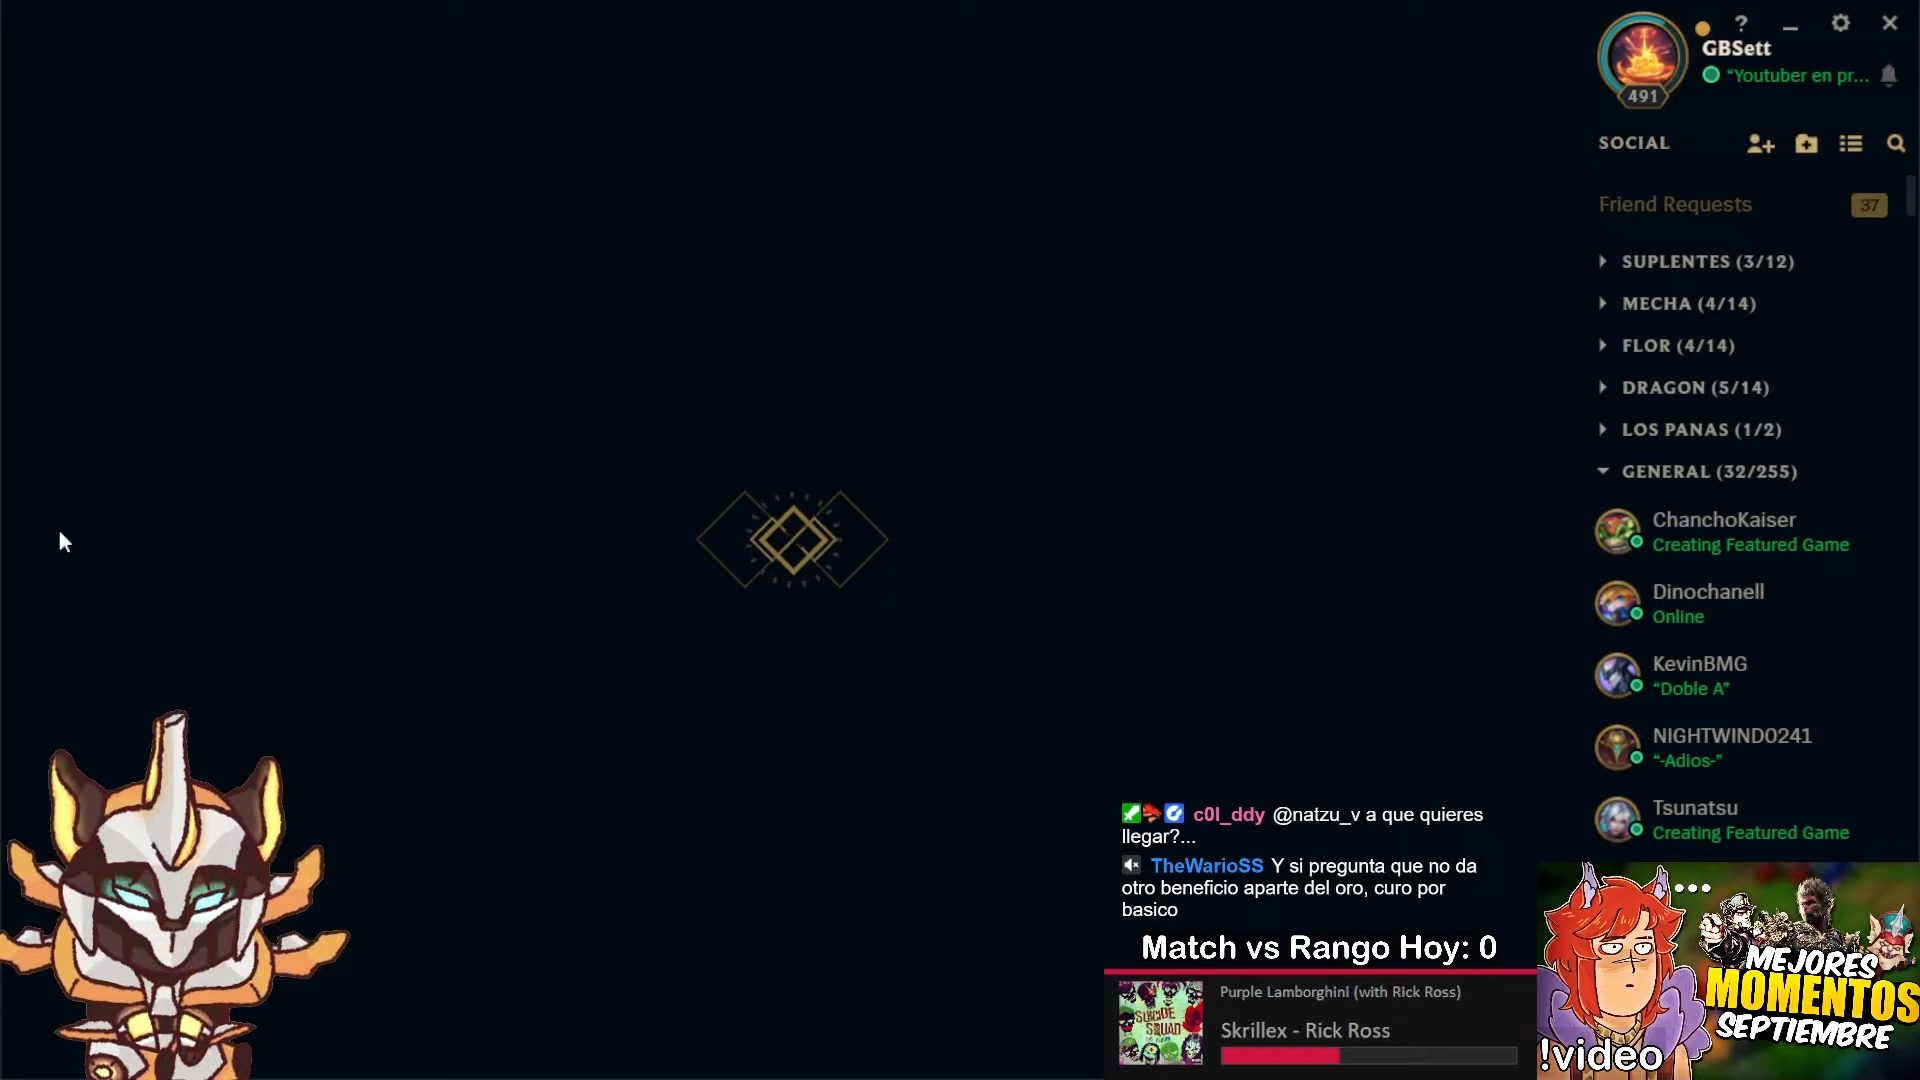 ?
GBSett
“Youtuber en pr...
491
SOCIAL
Friend Requests
37
SUPLENTES (3/12)
MECHA (4/14)
FLOR (4/14)
DRAGON (5/14)
LOS PANAS (1/2)
GENERAL (32/255)
ChanchoKaiser
Creating Featured Game
Dinochanell
Online
KevinBMG
“Doble A”
NIGHTWIND0241
“-Adios-”
Tsunatsu
Creating Featured Game
c0l_ddy @natzu_v a que quieres
llegar?...
TheWarioSS Y si pregunta que no da
otro beneficio aparte del oro, curo por
basico
Match vs Rango Hoy: 0
Purple Lamborghini (with Rick Ross)
Skrillex - Rick Ross
SUICIDE
SQUAD
...
MEJORES
MOMENTOS
SEPTIEMBRE
!video